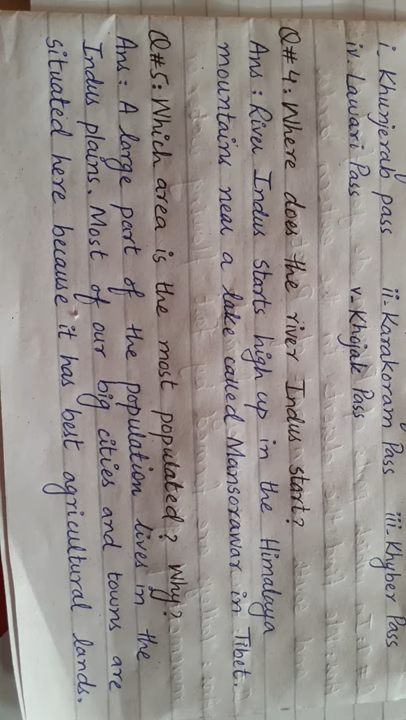 i. Khunjerab pass ii- Karakoram Pass iii- Khyber Pass
iv. Lawari Pass v- Khojak Pass
Q#4: Where does the river Indus start?
Ans: River Indus starts high up in the Himalaya
mountains near a lake called Mansorawar in Tibet.
Q#5: Which area is the most populated? Why?
Ans: A large part of the population lives in the
Indus plains. Most of our big cities and towns are
situated here because it has best agricultural lands.